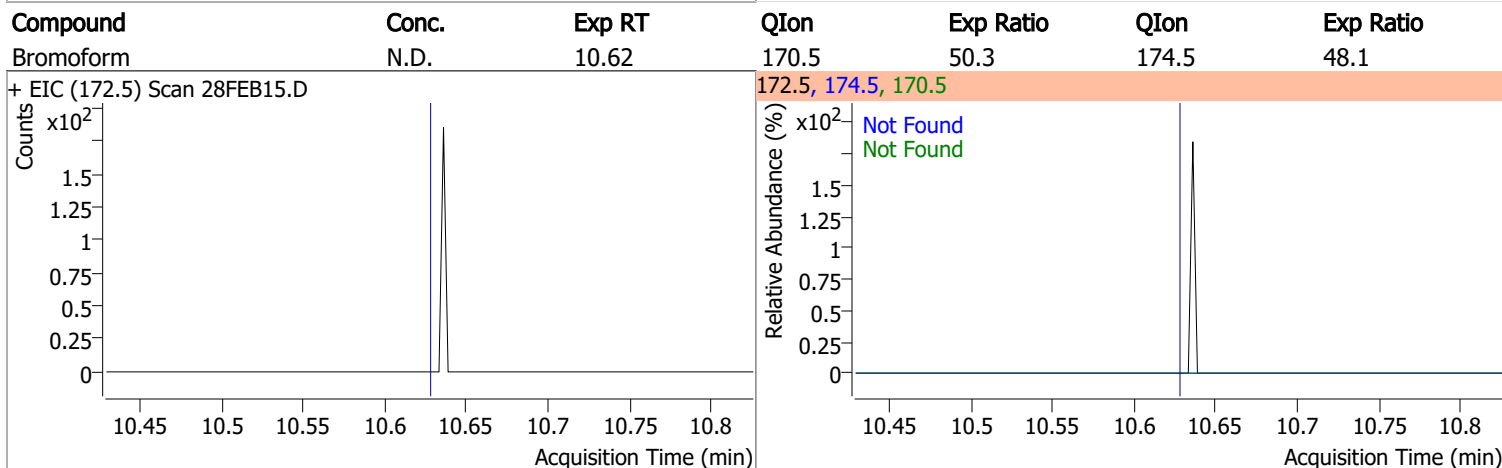 Compound Conc. Exp RT QIon Exp Ratio QIon Exp Ratio
Bromoform N.D. 10.62 170.5 50.3 174.5 48.1
+ EIC (172.5) Scan 28FEB15.D
Counts
x10²
1.5
1.25
1
0.75
0.5
0.25
0
10.45 10.5 10.55 10.6 10.65 10.7 10.75 10.8
Acquisition Time (min)
172.5, 174.5, 170.5
Relative Abundance (%)
x10²
Not Found
Not Found
1.5
1.25
1
0.75
0.5
0.25
0
10.45 10.5 10.55 10.6 10.65 10.7 10.75 10.8
Acquisition Time (min)